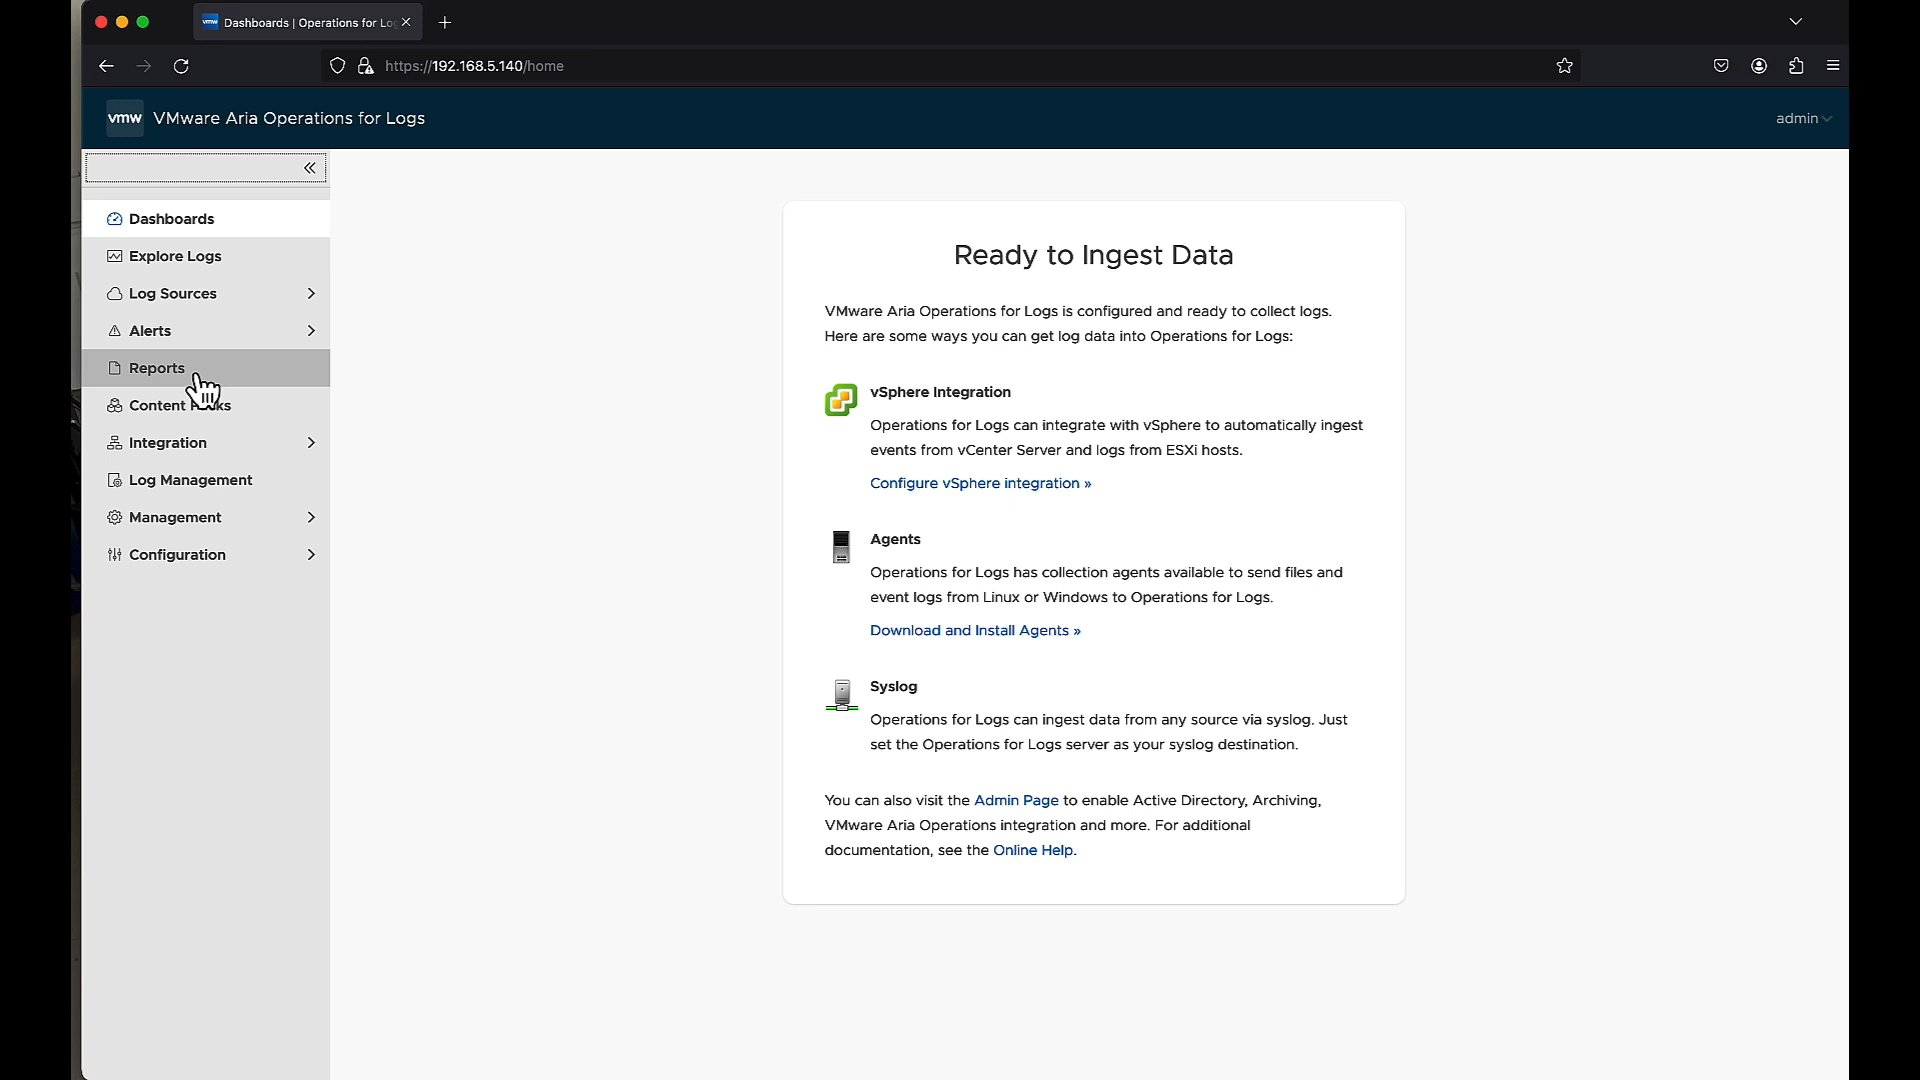 vmw Dashboards | Operations for Lo
https://192.168.5.140/home
vmw VMware Aria Operations for Logs
admin
Dashboards
Explore Logs
Log Sources
Alerts
Reports
Content
Integration
Log Management
Management
Configuration
Ready to Ingest Data
VMware Aria Operations for Logs is configured and ready to collect logs.
Here are some ways you can get log data into Operations for Logs:
vSphere Integration
Operations for Logs can integrate with vSphere to automatically ingest
events from vCenter Server and logs from ESXi hosts.
Configure vSphere integration »
Agents
Operations for Logs has collection agents available to send files and
event logs from Linux or Windows to Operations for Logs.
Download and Install Agents »
Syslog
Operations for Logs can ingest data from any source via syslog. Just
set the Operations for Logs server as your syslog destination.
You can also visit the Admin Page to enable Active Directory, Archiving,
VMware Aria Operations integration and more. For additional
documentation, see the Online Help.